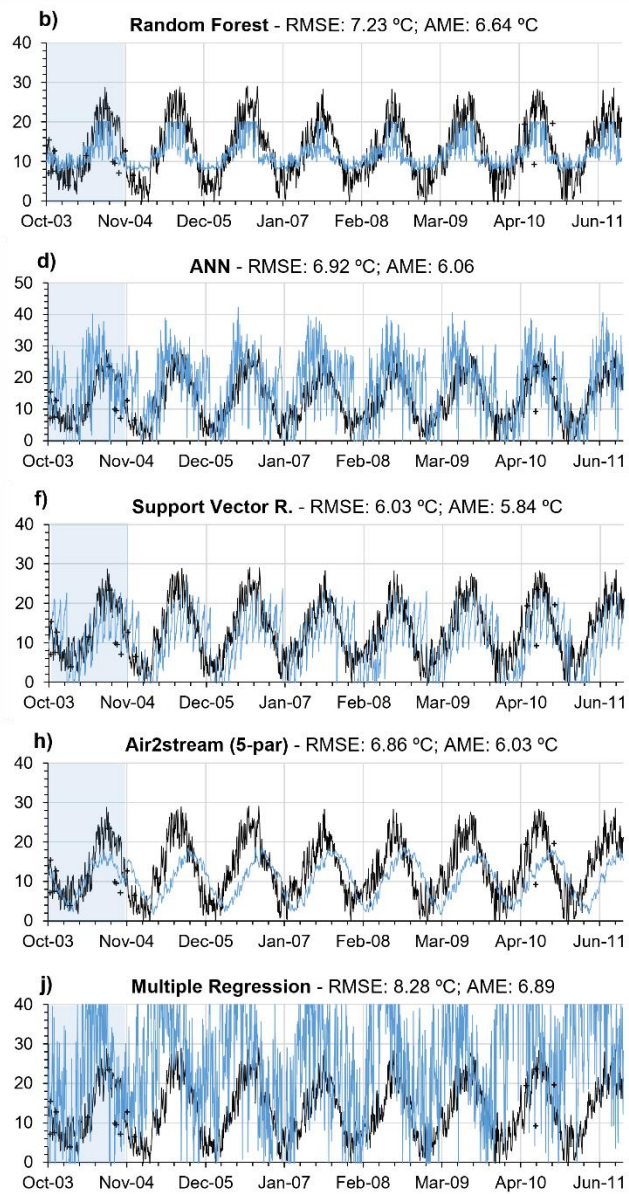 b) Random Forest - RMSE: 7.23 ºC; AME: 6.64 ºC
40
30
20
10
0
Oct-03 Nov-04 Dec-05 Jan-07 Feb-08 Mar-09 Apr-10 Jun-11
d) ANN - RMSE: 6.92 ºC; AME: 6.06
50
40
30
20
10
0
Oct-03 Nov-04 Dec-05 Jan-07 Feb-08 Mar-09 Apr-10 Jun-11
f) Support Vector R. - RMSE: 6.03 ºC; AME: 5.84 ºC
40
30
20
10
0
Oct-03 Nov-04 Dec-05 Jan-07 Feb-08 Mar-09 Apr-10 Jun-11
h) Air2stream (5-par) - RMSE: 6.86 ºC; AME: 6.03 ºC
40
30
20
10
0
Oct-03 Nov-04 Dec-05 Jan-07 Feb-08 Mar-09 Apr-10 Jun-11
j) Multiple Regression - RMSE: 8.28 ºC; AME: 6.89
40
30
20
10
0
Oct-03 Nov-04 Dec-05 Jan-07 Feb-08 Mar-09 Apr-10 Jun-11